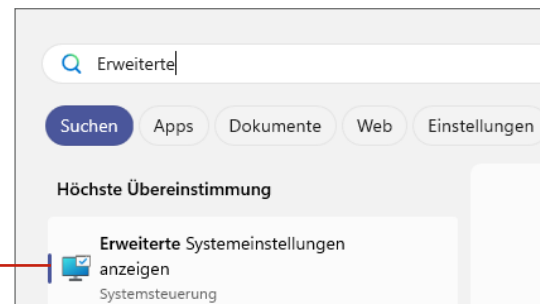 Erweiterte
Suchen Apps Dokumente Web Einstellungen
Höchste Übereinstimmung
Erweiterte Systemeinstellungen
anzeigen
Systemsteuerung